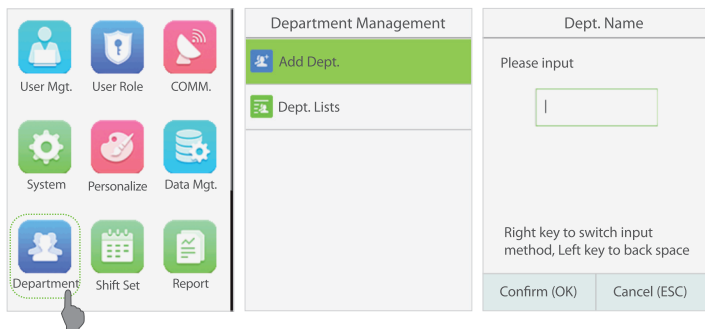 User Mgt.
User Role
COMM.
System
Personalize
Data Mgt.
Department
Shift Set
Report
Department Management
Add Dept.
Dept. Lists
Dept. Name
Please input
Right key to switch input
method, Left key to back space
Confirm (OK)
Cancel (ESC)